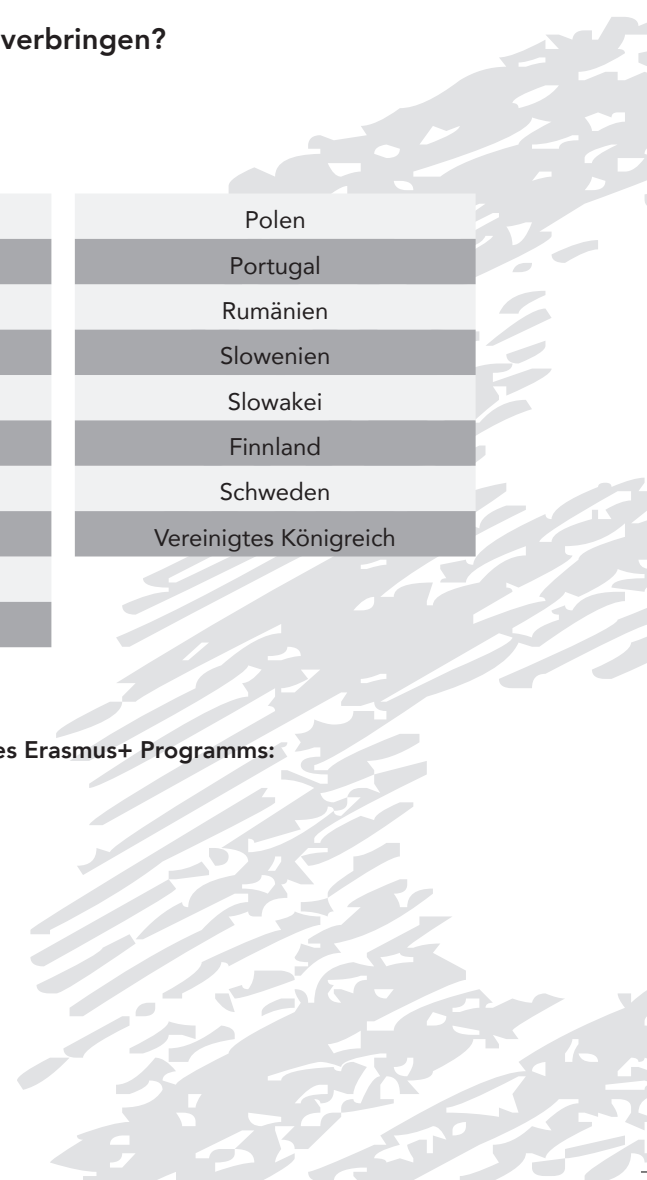 verbringen?
Polen
Portugal
Rumänien
Slowenien
Slowakei
Finnland
Schweden
Vereinigtes Königreich
es Erasmus+ Programms: